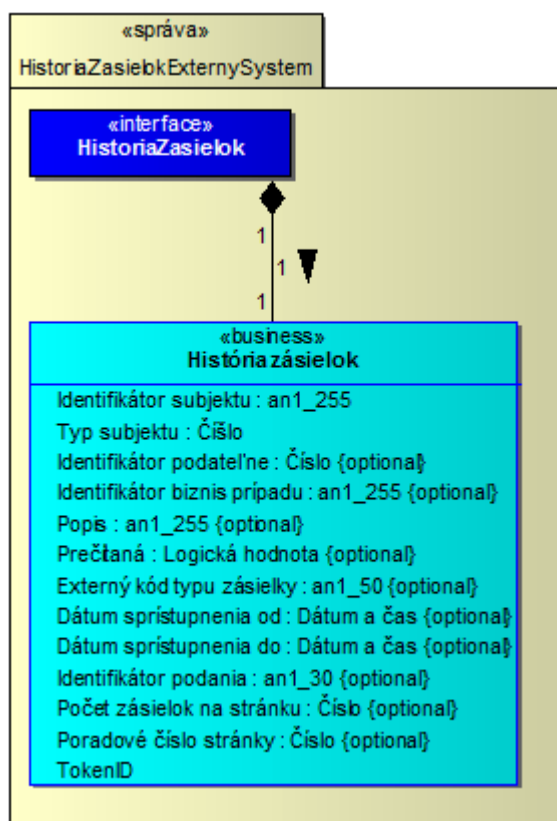 «správa»
HistoriaZasielokExternySystem
«interface»
HistoriaZasielok
1
1
1
«business»
História zásielok
Identifikátor subjektu : an1_255
Typ subjektu : Číslo
Identifikátor podateľne : Číslo {optional}
Identifikátor biznis prípadu : an1_255 {optional}
Popis : an1_255 {optional}
Prečítaná : Logická hodnota {optional}
Externý kód typu zásielky : an1_50 {optional}
Dátum sprístupnenia od : Dátum a čas {optional}
Dátum sprístupnenia do : Dátum a čas {optional}
Identifikátor podania : an1_30 {optional}
Počet zásielok na stránku : Číslo {optional}
Poradové číslo stránky : Číslo {optional}
TokenID